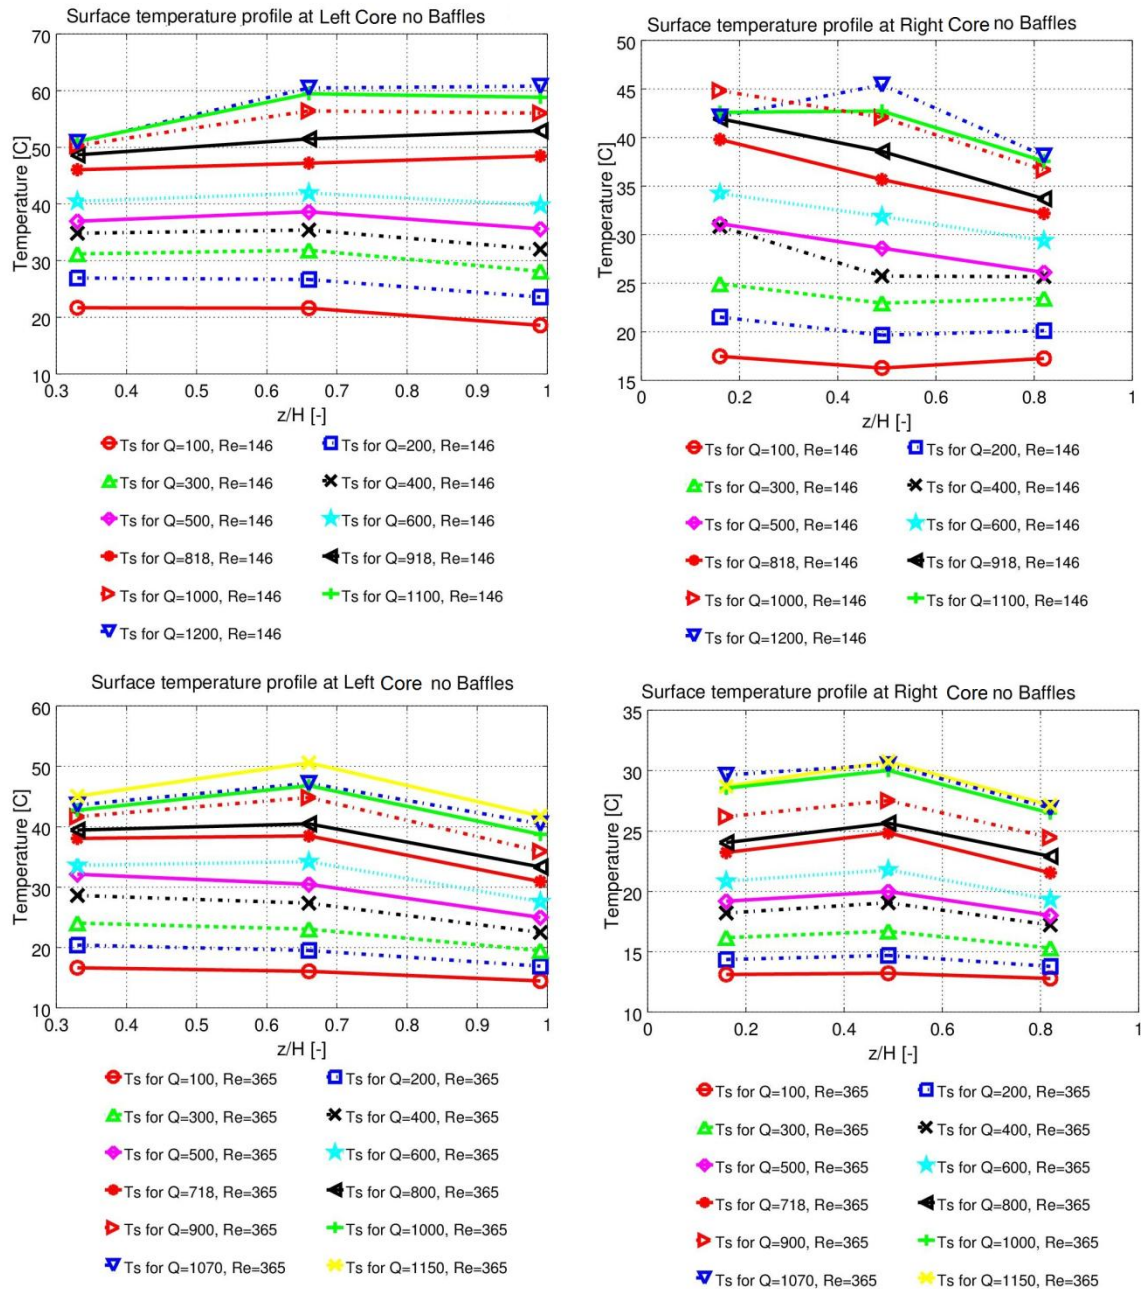 Surface temperature profile at Left Core no Baffles
70
60
50
40
30
20
10
Temperature [C]
0.3 0.4 0.5 0.6 0.7 0.8 0.9 1
z/H [-]
Ts for Q=100, Re=146 Ts for Q=200, Re=146
Ts for Q=300, Re=146 Ts for Q=400, Re=146
Ts for Q=500, Re=146 Ts for Q=600, Re=146
Ts for Q=818, Re=146 Ts for Q=918, Re=146
Ts for Q=1000, Re=146 Ts for Q=1100, Re=146
Ts for Q=1200, Re=146
Surface temperature profile at Right Core no Baffles
50
45
40
35
30
25
20
15
Temperature [C]
0 0.2 0.4 0.6 0.8 1
z/H [-]
Ts for Q=100, Re=146 Ts for Q=200, Re=146
Ts for Q=300, Re=146 Ts for Q=400, Re=146
Ts for Q=500, Re=146 Ts for Q=600, Re=146
Ts for Q=818, Re=146 Ts for Q=918, Re=146
Ts for Q=1000, Re=146 Ts for Q=1100, Re=146
Ts for Q=1200, Re=146
Surface temperature profile at Left Core no Baffles
60
50
40
30
20
10
Temperature [C]
0.3 0.4 0.5 0.6 0.7 0.8 0.9 1
z/H [-]
Ts for Q=100, Re=365 Ts for Q=200, Re=365
Ts for Q=300, Re=365 Ts for Q=400, Re=365
Ts for Q=500, Re=365 Ts for Q=600, Re=365
Ts for Q=718, Re=365 Ts for Q=800, Re=365
Ts for Q=900, Re=365 Ts for Q=1000, Re=365
Ts for Q=1070, Re=365 Ts for Q=1150, Re=365
Surface temperature profile at Right Core no Baffles
35
30
25
20
15
10
Temperature [C]
0 0.2 0.4 0.6 0.8 1
z/H [-]
Ts for Q=100, Re=365 Ts for Q=200, Re=365
Ts for Q=300, Re=365 Ts for Q=400, Re=365
Ts for Q=500, Re=365 Ts for Q=600, Re=365
Ts for Q=718, Re=365 Ts for Q=800, Re=365
Ts for Q=900, Re=365 Ts for Q=1000, Re=365
Ts for Q=1070, Re=365 Ts for Q=1150, Re=365